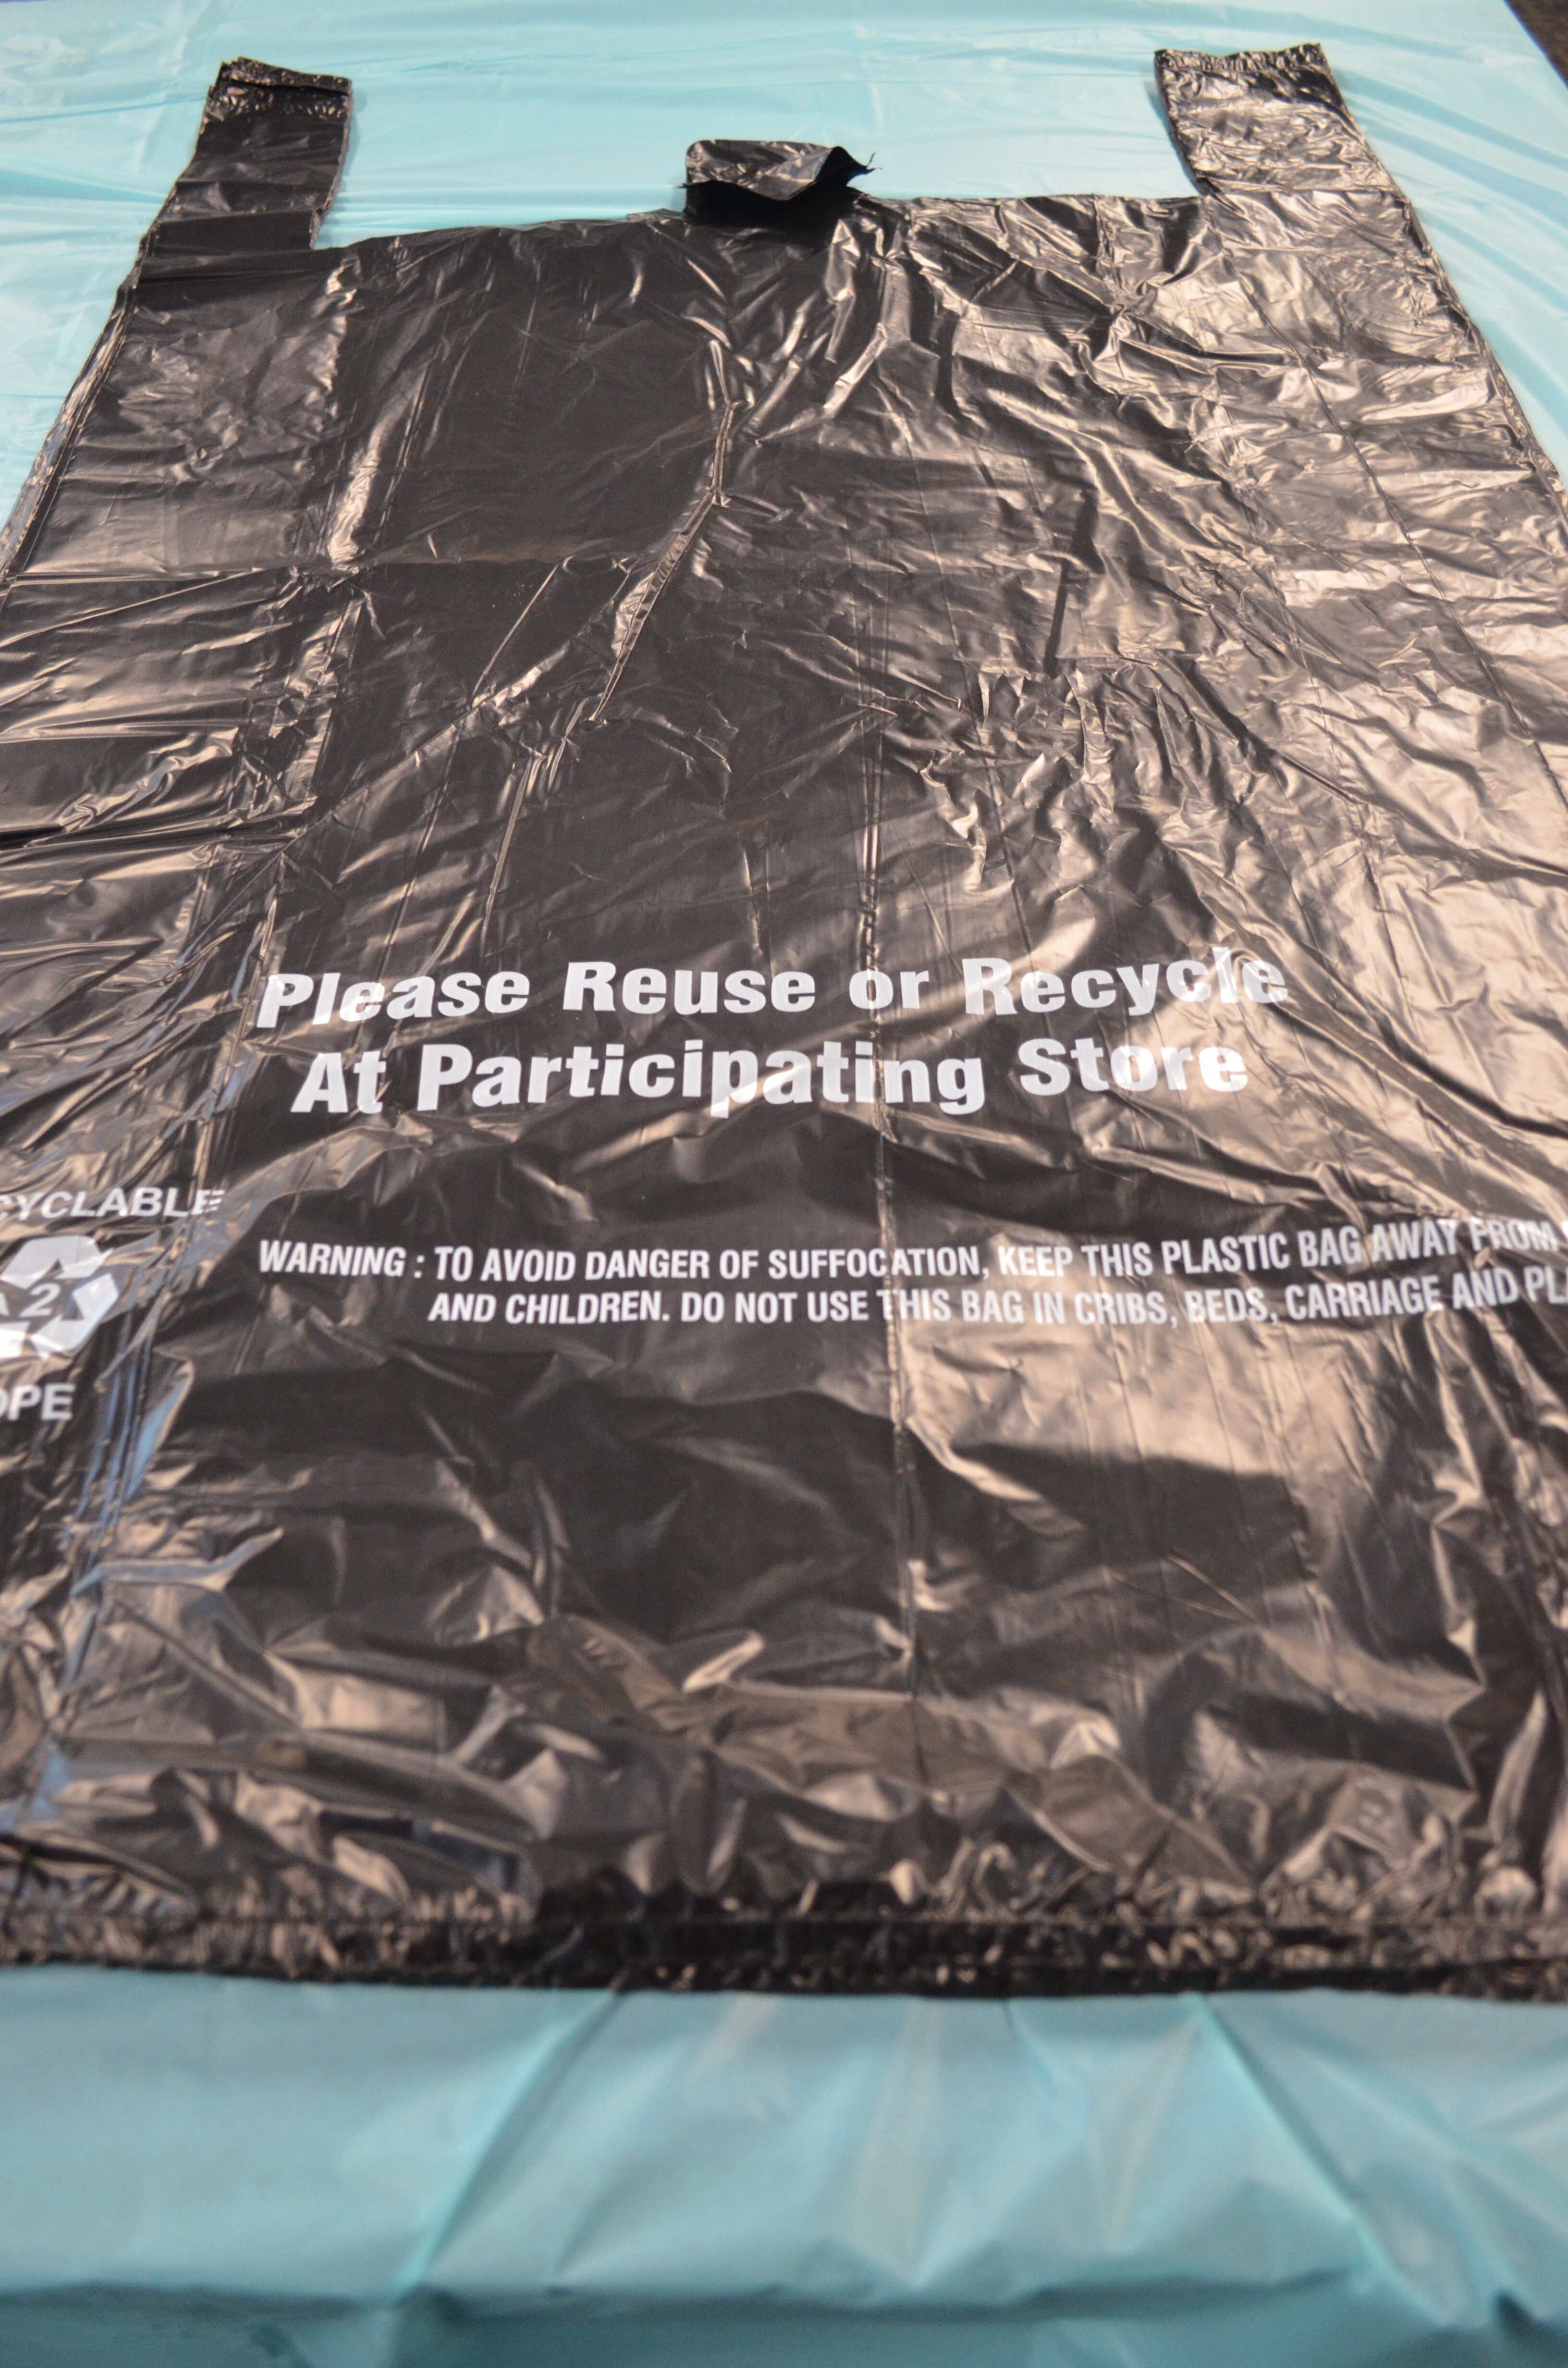 Please Reuse or Recycle
At Participating Store
CYCLABLE
WARNING : TO AVOID DANGER OF SUFFOCATION, KEEP THIS PLASTIC BAG AWAY FROM
2
AND CHILDREN. DO NOT USE THIS BAG IN CRIBS, BEDS, CARRIAGE AND PL
DPE